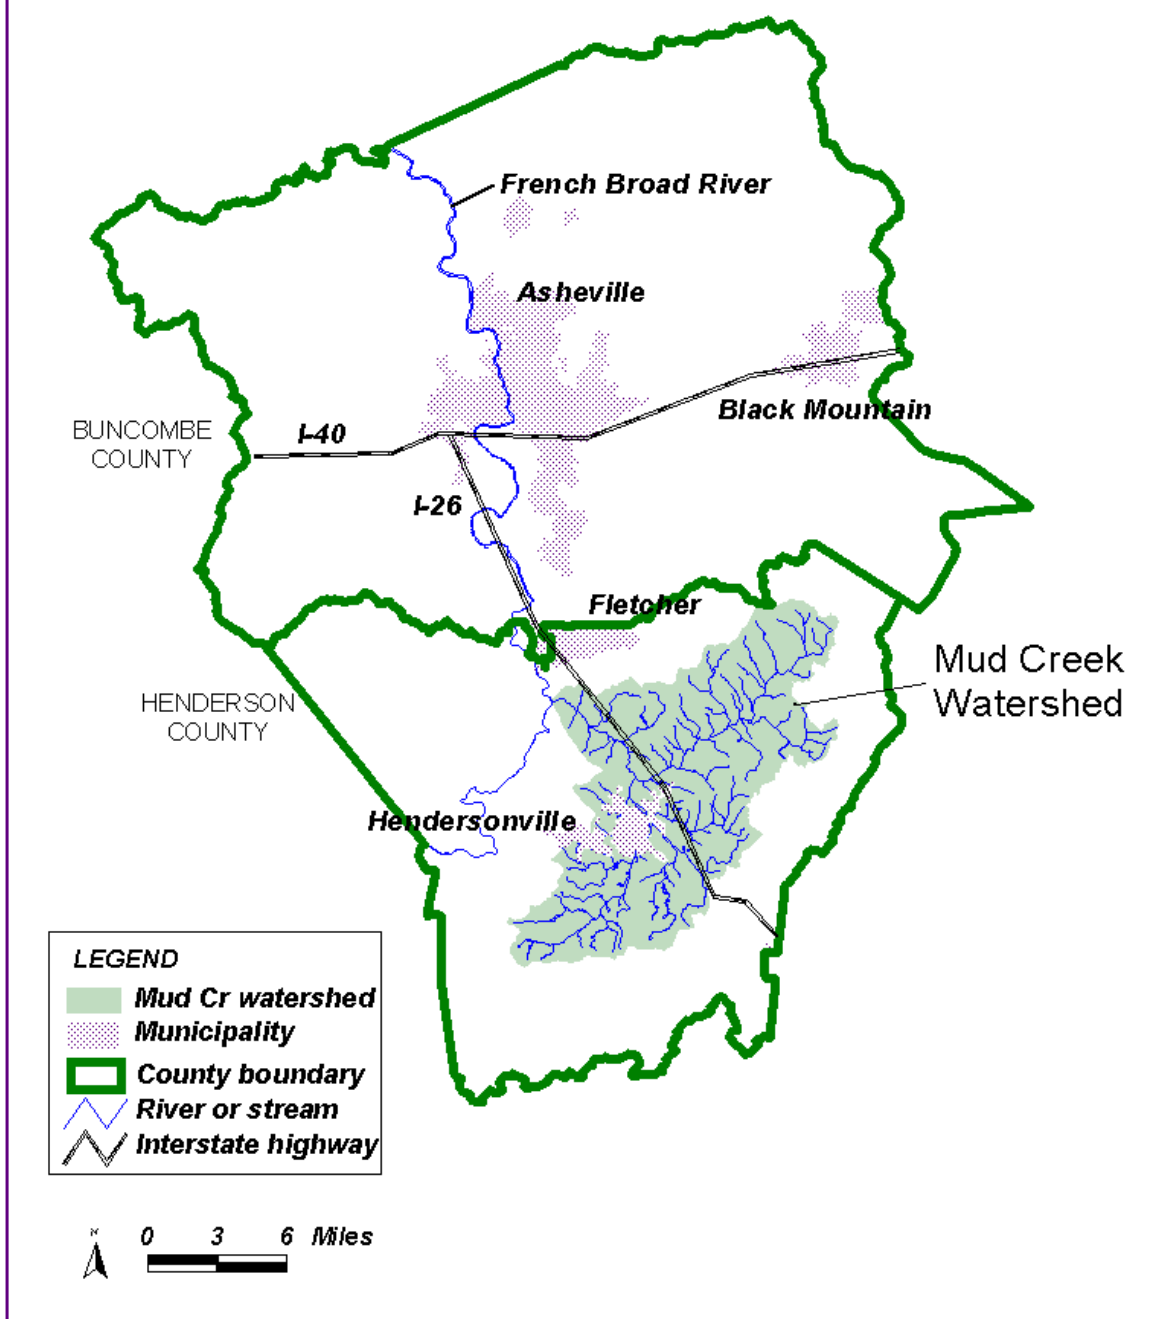 French Broad River
Asheville
Black Mountain
BUNCOMBE
COUNTY
I-40
I-26
Fletcher
Mud Creek
Watershed
HENDERSON
COUNTY
Hendersonville
LEGEND
Mud Cr watershed
Municipality
County boundary
River or stream
Interstate highway
N
0 3 6 Miles